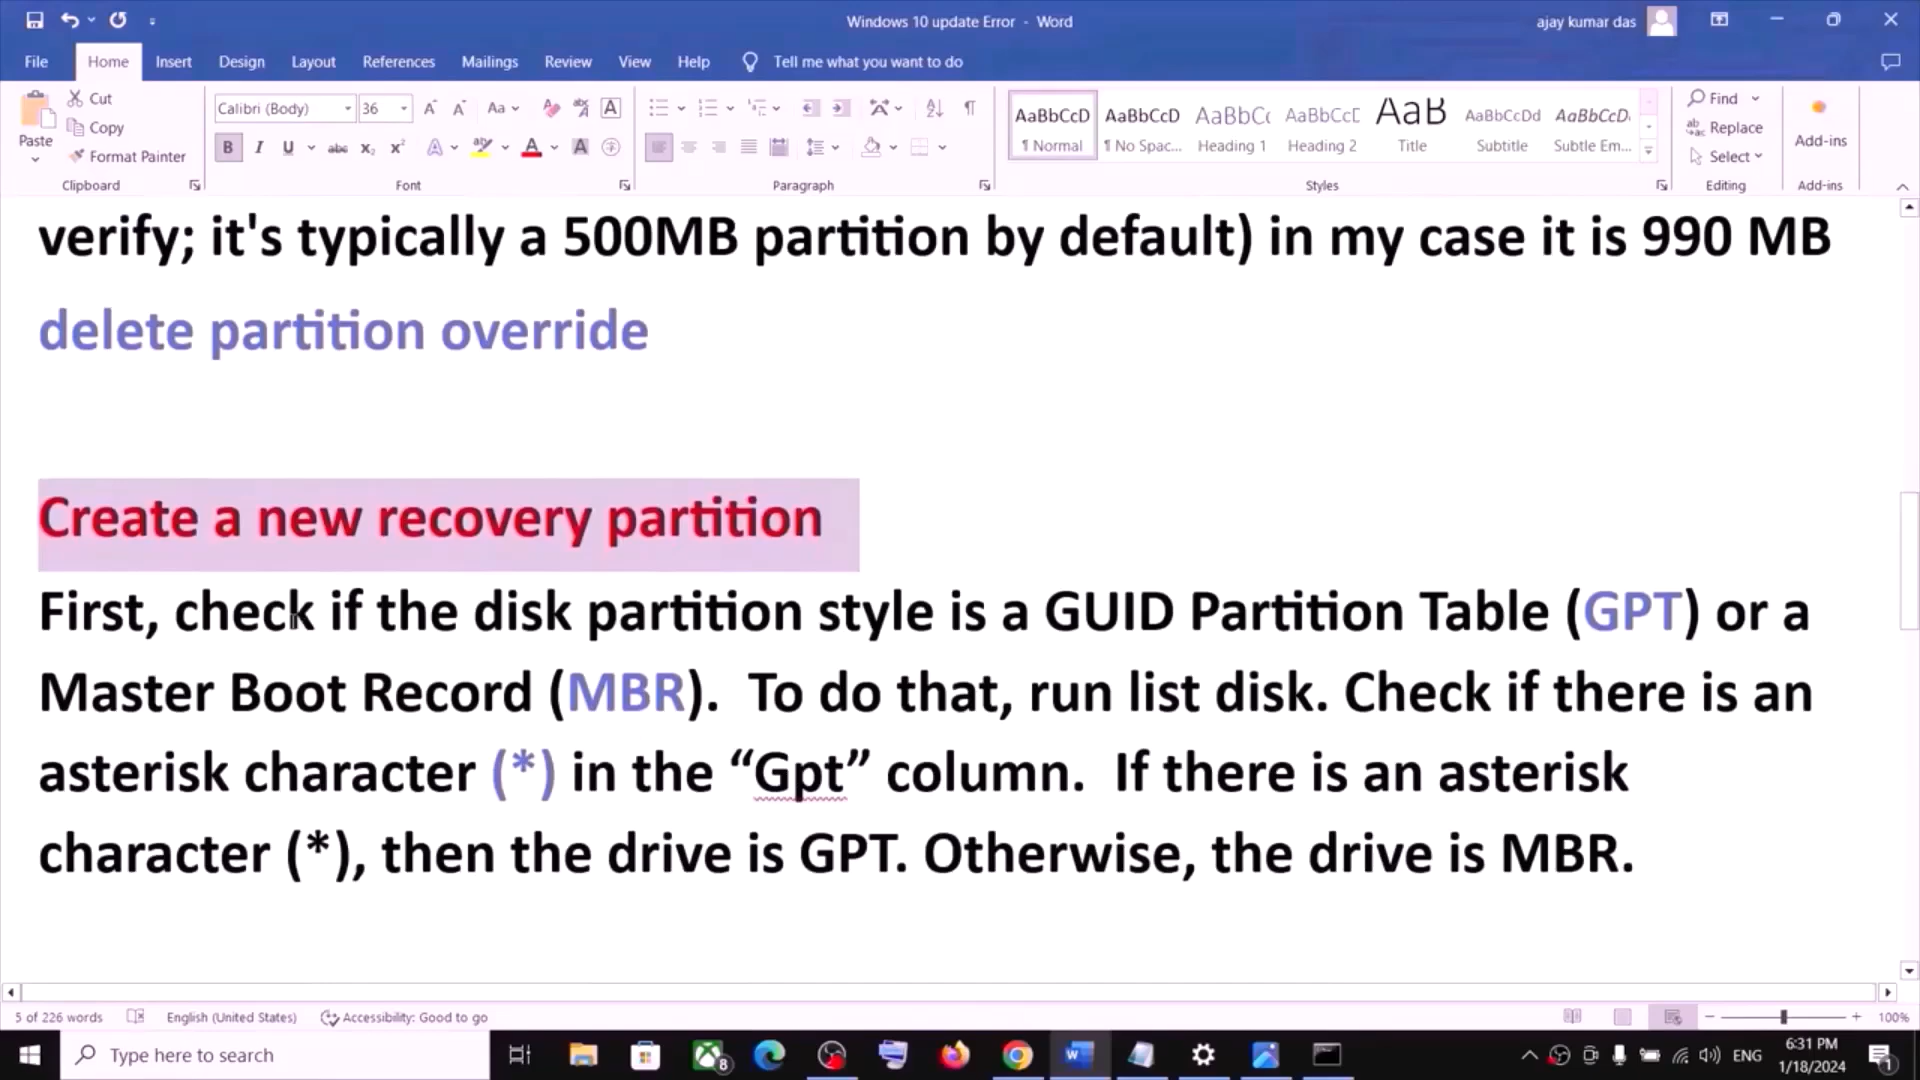 Windows 10 update Error - Word
ajay kumar das
File Home Insert Design Layout References Mailings Review View Help Tell me what you want to do
Paste
Cut
Copy
Format Painter
Clipboard
Calibri (Body) 36
Font
Paragraph
AaBbCcD AaBbCcD AaBbCc AaBbCcD AaB AaBbCcDd AaBbCcD
¶ Normal ¶ No Spac... Heading 1 Heading 2 Title Subtitle Subtle Em...
Styles
Find
Replace
Select
Editing
Add-ins
Add-ins
verify; it's typically a 500MB partition by default) in my case it is 990 MB
delete partition override
Create a new recovery partition
First, check if the disk partition style is a GUID Partition Table (GPT) or a
Master Boot Record (MBR).  To do that, run list disk. Check if there is an
asterisk character (*) in the “Gpt” column.  If there is an asterisk
character (*), then the drive is GPT. Otherwise, the drive is MBR.
5 of 226 words English (United States) Accessibility: Good to go 100%
Type here to search
8
ENG
6:31 PM
1/18/2024
1